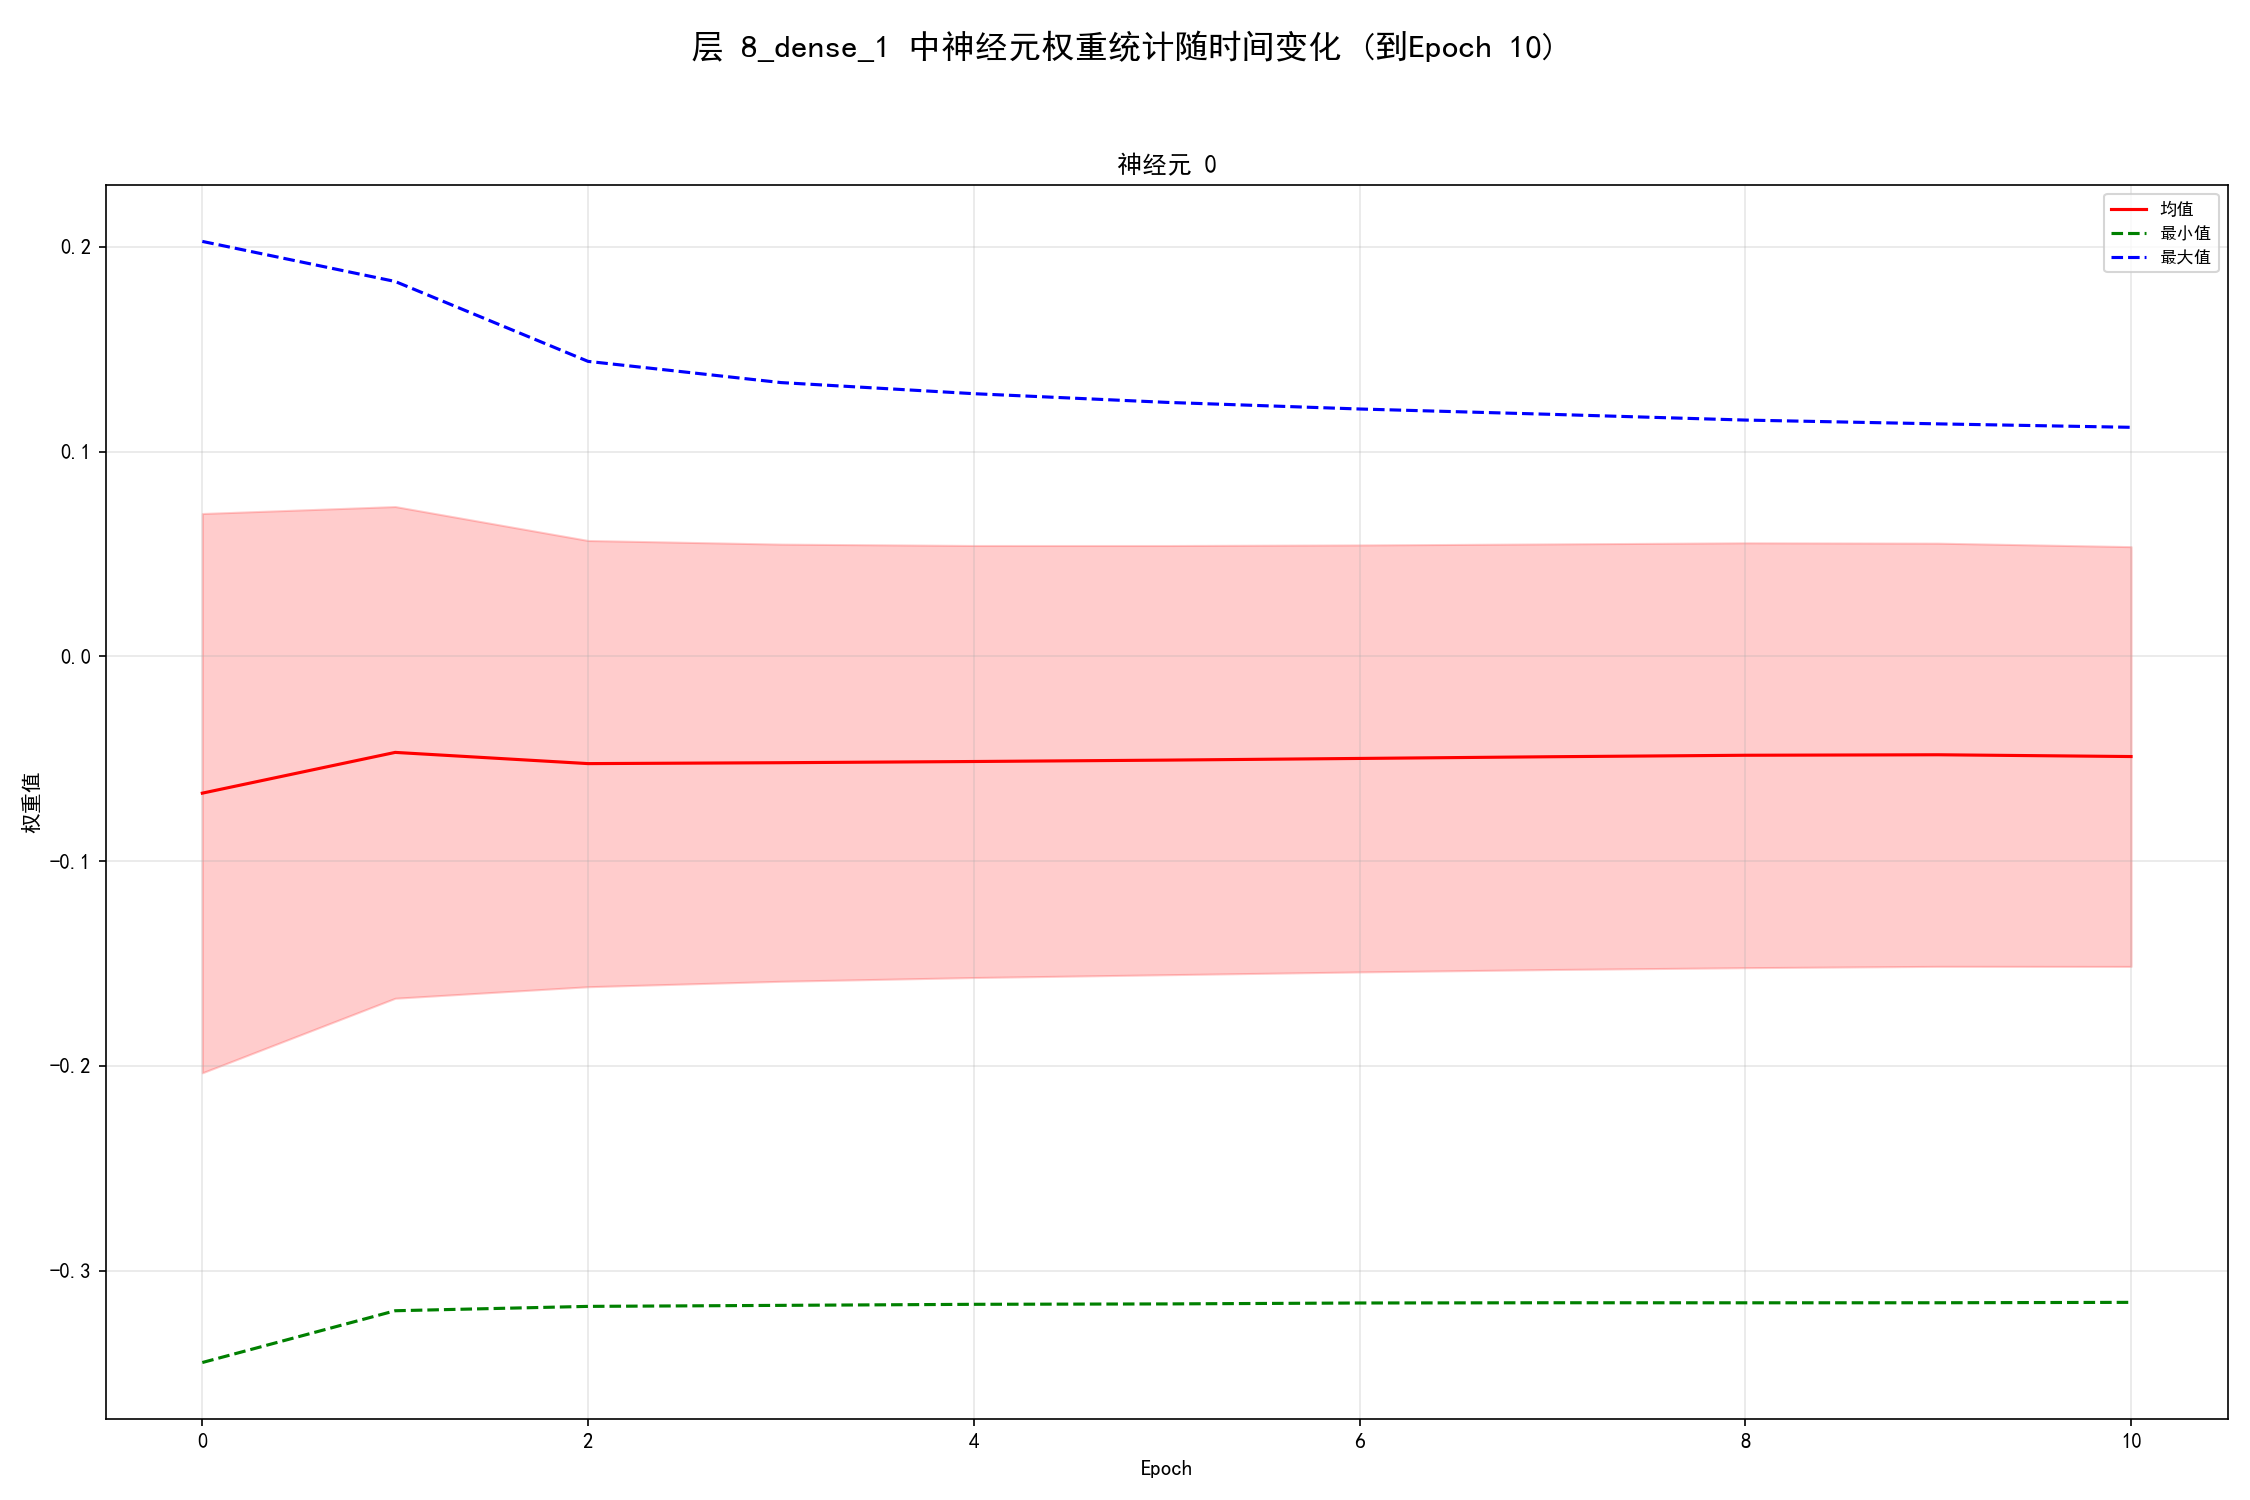 层 8_dense_1 中神经元权重统计随时间变化 (到Epoch 10)
神经元 0
均值
最小值
最大值
0.2
0.1
0.0
-0.1
-0.2
-0.3
权重值
0 2 4 6 8 10
Epoch